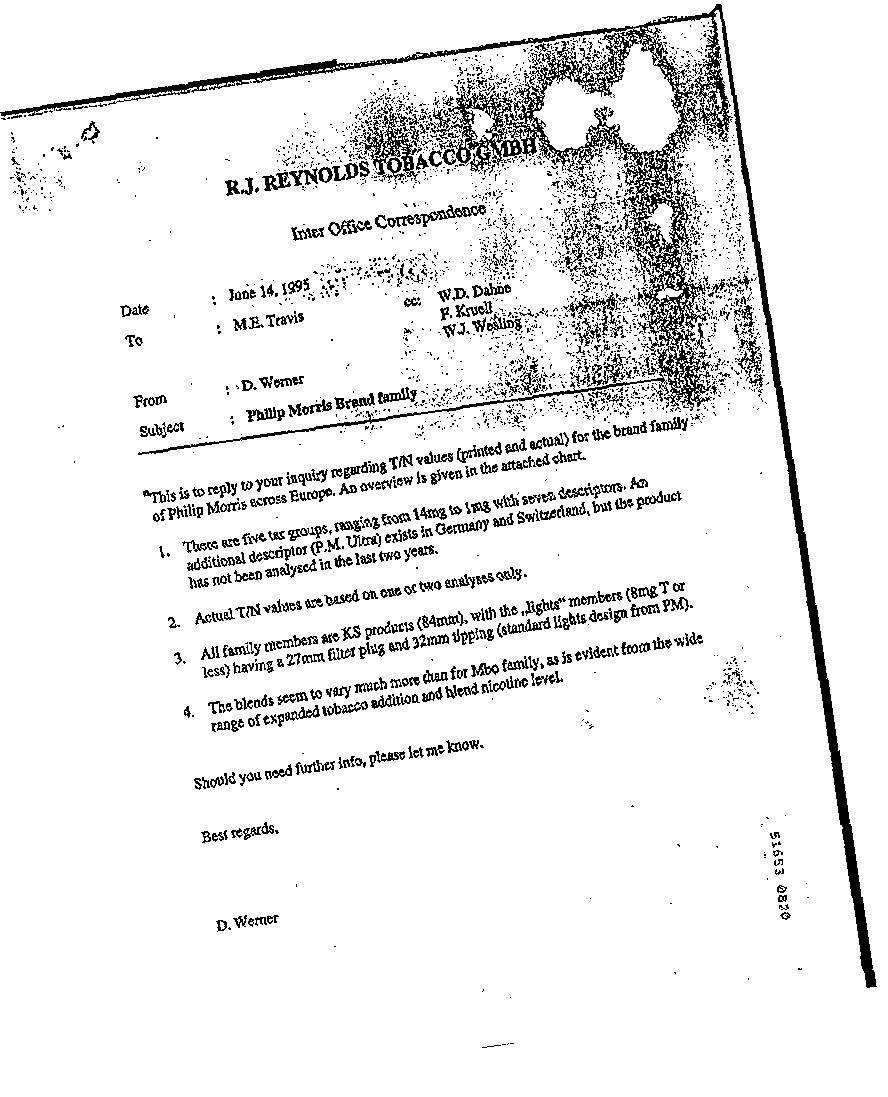 R.J. REYNOLDS TOBACCO GMBH
Inter Office Correspondence
Date : June 14, 1995
To : M.E. Travis
cc: W.D. Dahne
F. Kruell
W.J. Wesling
From : D. Werner
Subject : Philip Morris Brand family
"This is to reply to your inquiry regarding T/N values (printed and actual) for the brand family
of Philip Morris across Europe. An overview is given in the attached chart.
1. There are five tar groups, ranging from 14mg to 1mg with seven descriptors. An
additional descriptor (P.M. Ultra) exists in Germany and Switzerland, but the product
has not been analysed in the last two years.
2. Actual T/N values are based on one or two analyses only.
3. All family members are KS products (84mm), with the „lights“ members (8mg T or
less) having a 27mm filter plug and 32mm tipping (standard lights design from PM).
4. The blends seem to vary much more than for Mbo family, as is evident from the wide
range of expanded tobacco addition and blend nicotine level.
Should you need further info, please let me know.
Best regards,
D. Werner
51653 0820